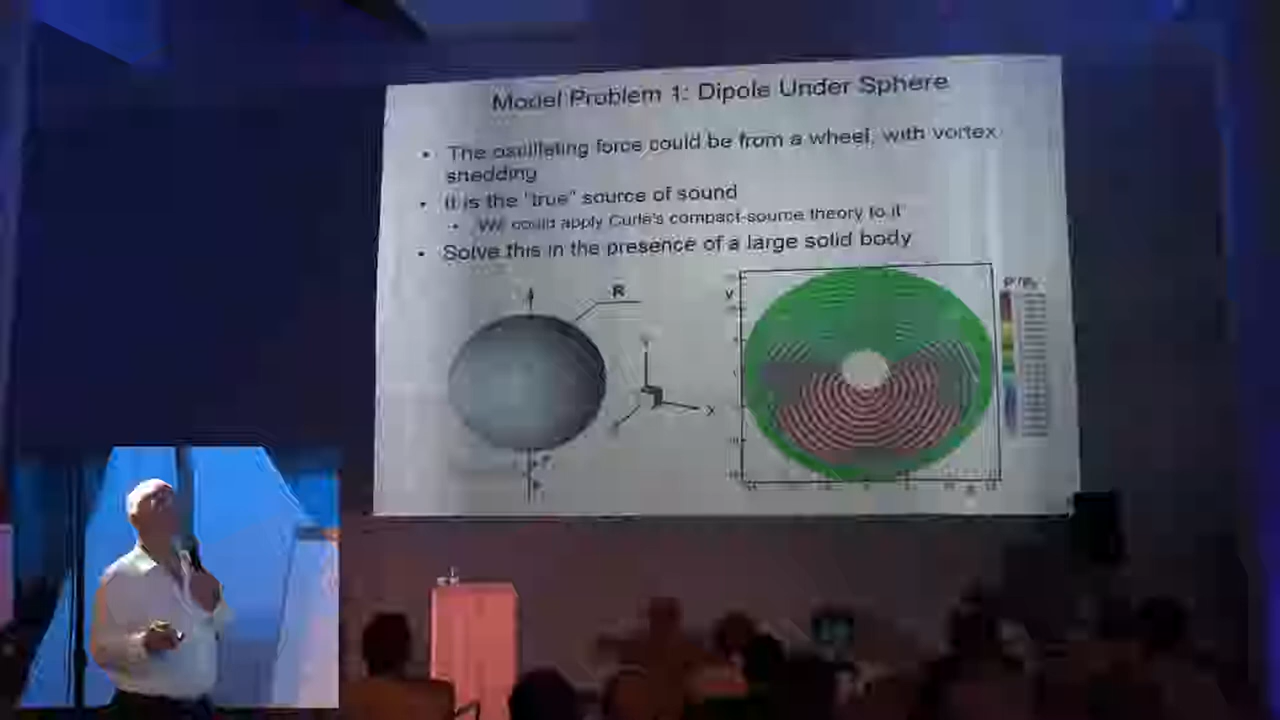 Model Problem 1: Dipole Under Sphere
• The oscillating force could be from a wheel, with vortex
shedding
• It is the "true" source of sound
• We could apply Curle's compact-source theory to it
• Solve this in the presence of a large solid body
R
Y
X